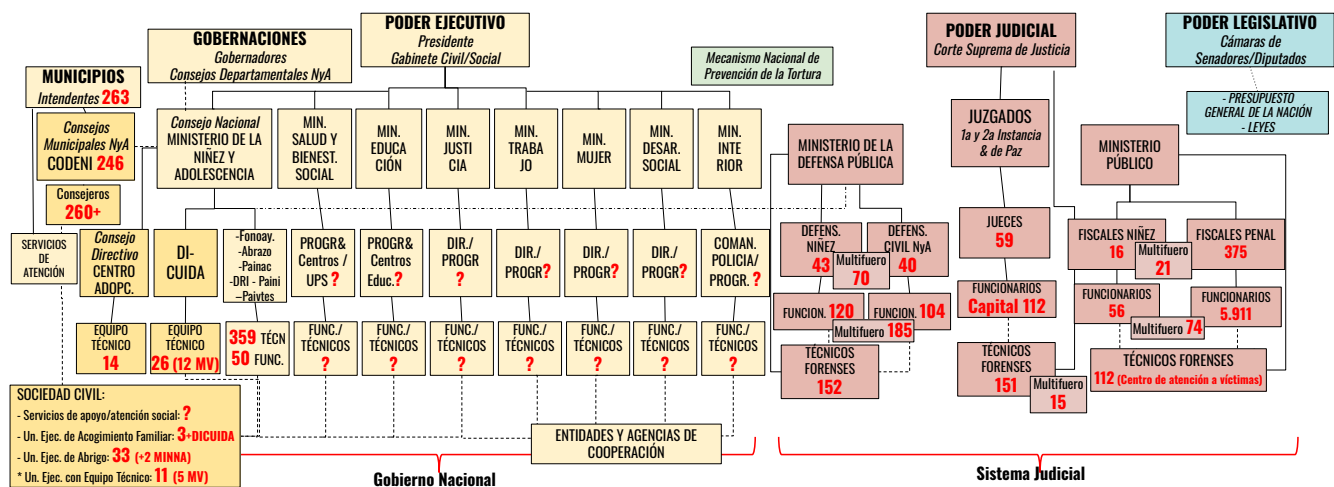 MUNICIPIOS
Intendentes 263
GOBERNACIONES
Gobernadores
Consejos Departamentales NyA
PODER EJECUTIVO
Presidente
Gabinete Civil/Social
Mecanismo Nacional de
Prevención de la Tortura
PODER JUDICIAL
Corte Suprema de Justicia
PODER LEGISLATIVO
Cámaras de
Senadores/Diputados
- PRESUPUESTO
GENERAL DE LA NACIÓN
- LEYES
Consejos
Municipales NyA
CODENI 246
Consejeros
260+
SERVICIOS
DE
ATENCIÓN
Consejo Nacional
MINISTERIO DE LA
NIÑEZ Y
ADOLESCENCIA
MIN.
SALUD Y
BIENEST.
SOCIAL
MIN.
EDUCA
CIÓN
MIN.
JUSTI
CIA
MIN.
TRABA
JO
MIN.
MUJER
MIN.
DESAR.
SOCIAL
MIN.
INTE
RIOR
Consejo
Directivo
CENTRO
ADOPC.
DI-
CUIDA
-Fonoay.
-Abrazo
-Painac
-DRI - Paini
–Paivtes
PROGR&
Centros /
UPS ?
PROGR&
Centros
Educ.?
DIR./
PROGR
?
DIR./
PROGR?
DIR./
PROGR?
DIR./
PROGR?
COMAN.
POLICIA/
PROGR. ?
EQUIPO
TÉCNICO
14
EQUIPO
TÉCNICO
26 (12 MV)
359 TÉCN
50 FUNC.
FUNC./
TÉCNICOS
?
FUNC./
TÉCNICOS
?
FUNC./
TÉCNICOS
?
FUNC./
TÉCNICOS
?
FUNC./
TÉCNICOS
?
FUNC./
TÉCNICOS
?
FUNC./
TÉCNICOS
?
SOCIEDAD CIVIL:
- Servicios de apoyo/atención social: ?
- Un. Ejec. de Acogimiento Familiar: 3+DICUIDA
- Un. Ejec. de Abrigo: 33 (+2 MINNA)
* Un. Ejec. con Equipo Técnico: 11 (5 MV)
ENTIDADES Y AGENCIAS DE
COOPERACIÓN
Gobierno Nacional
MINISTERIO DE LA
DEFENSA PÚBLICA
DEFENS.
NIÑEZ
43
DEFENS.
CIVIL NyA
40
Multifuero
70
FUNCION. 120
FUNCION. 104
Multifuero 185
TÉCNICOS
FORENSES
152
JUZGADOS
1a y 2a Instancia
& de Paz
JUECES
59
FUNCIONARIOS
Capital 112
TÉCNICOS
FORENSES
151
Multifuero
15
MINISTERIO
PÚBLICO
FISCALES NIÑEZ
16
FISCALES PENAL
375
Multifuero
21
FUNCIONARIOS
56
FUNCIONARIOS
5.911
Multifuero 74
TÉCNICOS FORENSES
112 (Centro de atención a víctimas)
Sistema Judicial